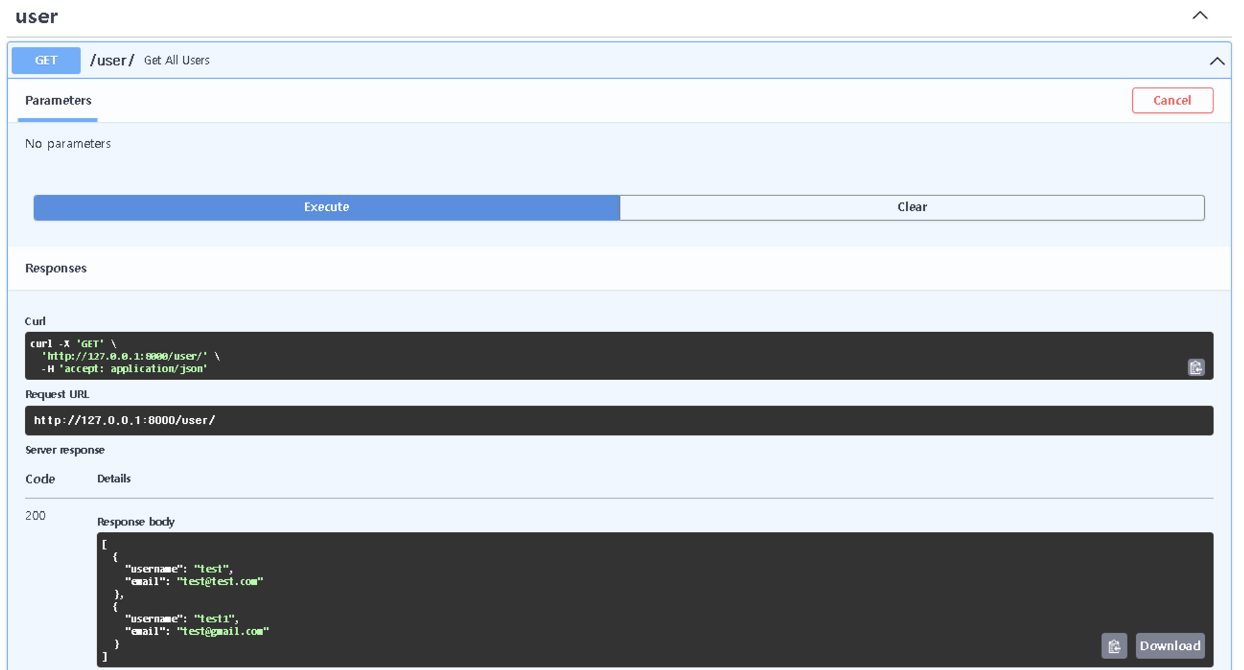 user
GET /user/ Get All Users
Parameters
Cancel
No parameters
Execute
Clear
Responses
Curl
curl -X 'GET' \
'http://127.0.0.1:8000/user/' \
-H 'accept: application/json'
Request URL
http://127.0.0.1:8000/user/
Server response
Code Details
200
Response body
[
{
"username": "test",
"email": "test@test.com"
},
{
"username": "test1",
"email": "test@gmail.com"
}
]
Download